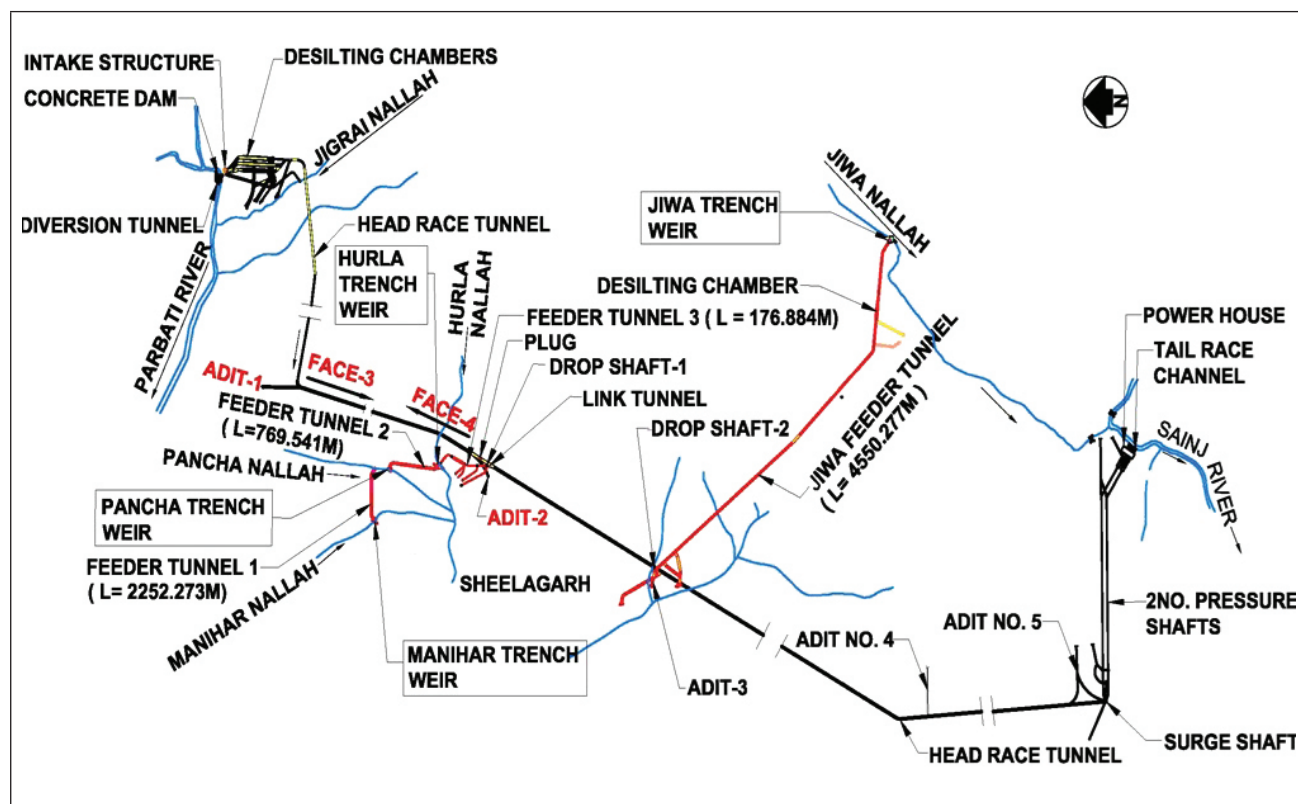 INTAKE STRUCTURE
DESILTING CHAMBERS
CONCRETE DAM
JIGRAI NALLAH
N
DIVERSION TUNNEL
HEAD RACE TUNNEL
PARBATI RIVER
HURLA
TRENCH
WEIR
HURLA
NALLAH
JIWA NALLAH
JIWA TRENCH
WEIR
DESILTING CHAMBER
FEEDER TUNNEL 3 ( L = 176.884M)
PLUG
DROP SHAFT-1
LINK TUNNEL
POWER HOUSE
TAIL RACE
CHANNEL
ADIT-1
FACE-3
FACE-4
FEEDER TUNNEL 2
( L=769.541M)
DROP SHAFT-2
JIWA FEEDER TUNNEL
( L= 4550.277M)
SAINJ
RIVER
PANCHA NALLAH
PANCHA TRENCH
WEIR
ADIT-2
FEEDER TUNNEL 1
( L= 2252.273M)
SHEELAGARH
MANIHAR NALLAH
MANIHAR TRENCH
WEIR
ADIT-3
ADIT NO. 4
ADIT NO. 5
2NO. PRESSURE
SHAFTS
HEAD RACE TUNNEL
SURGE SHAFT